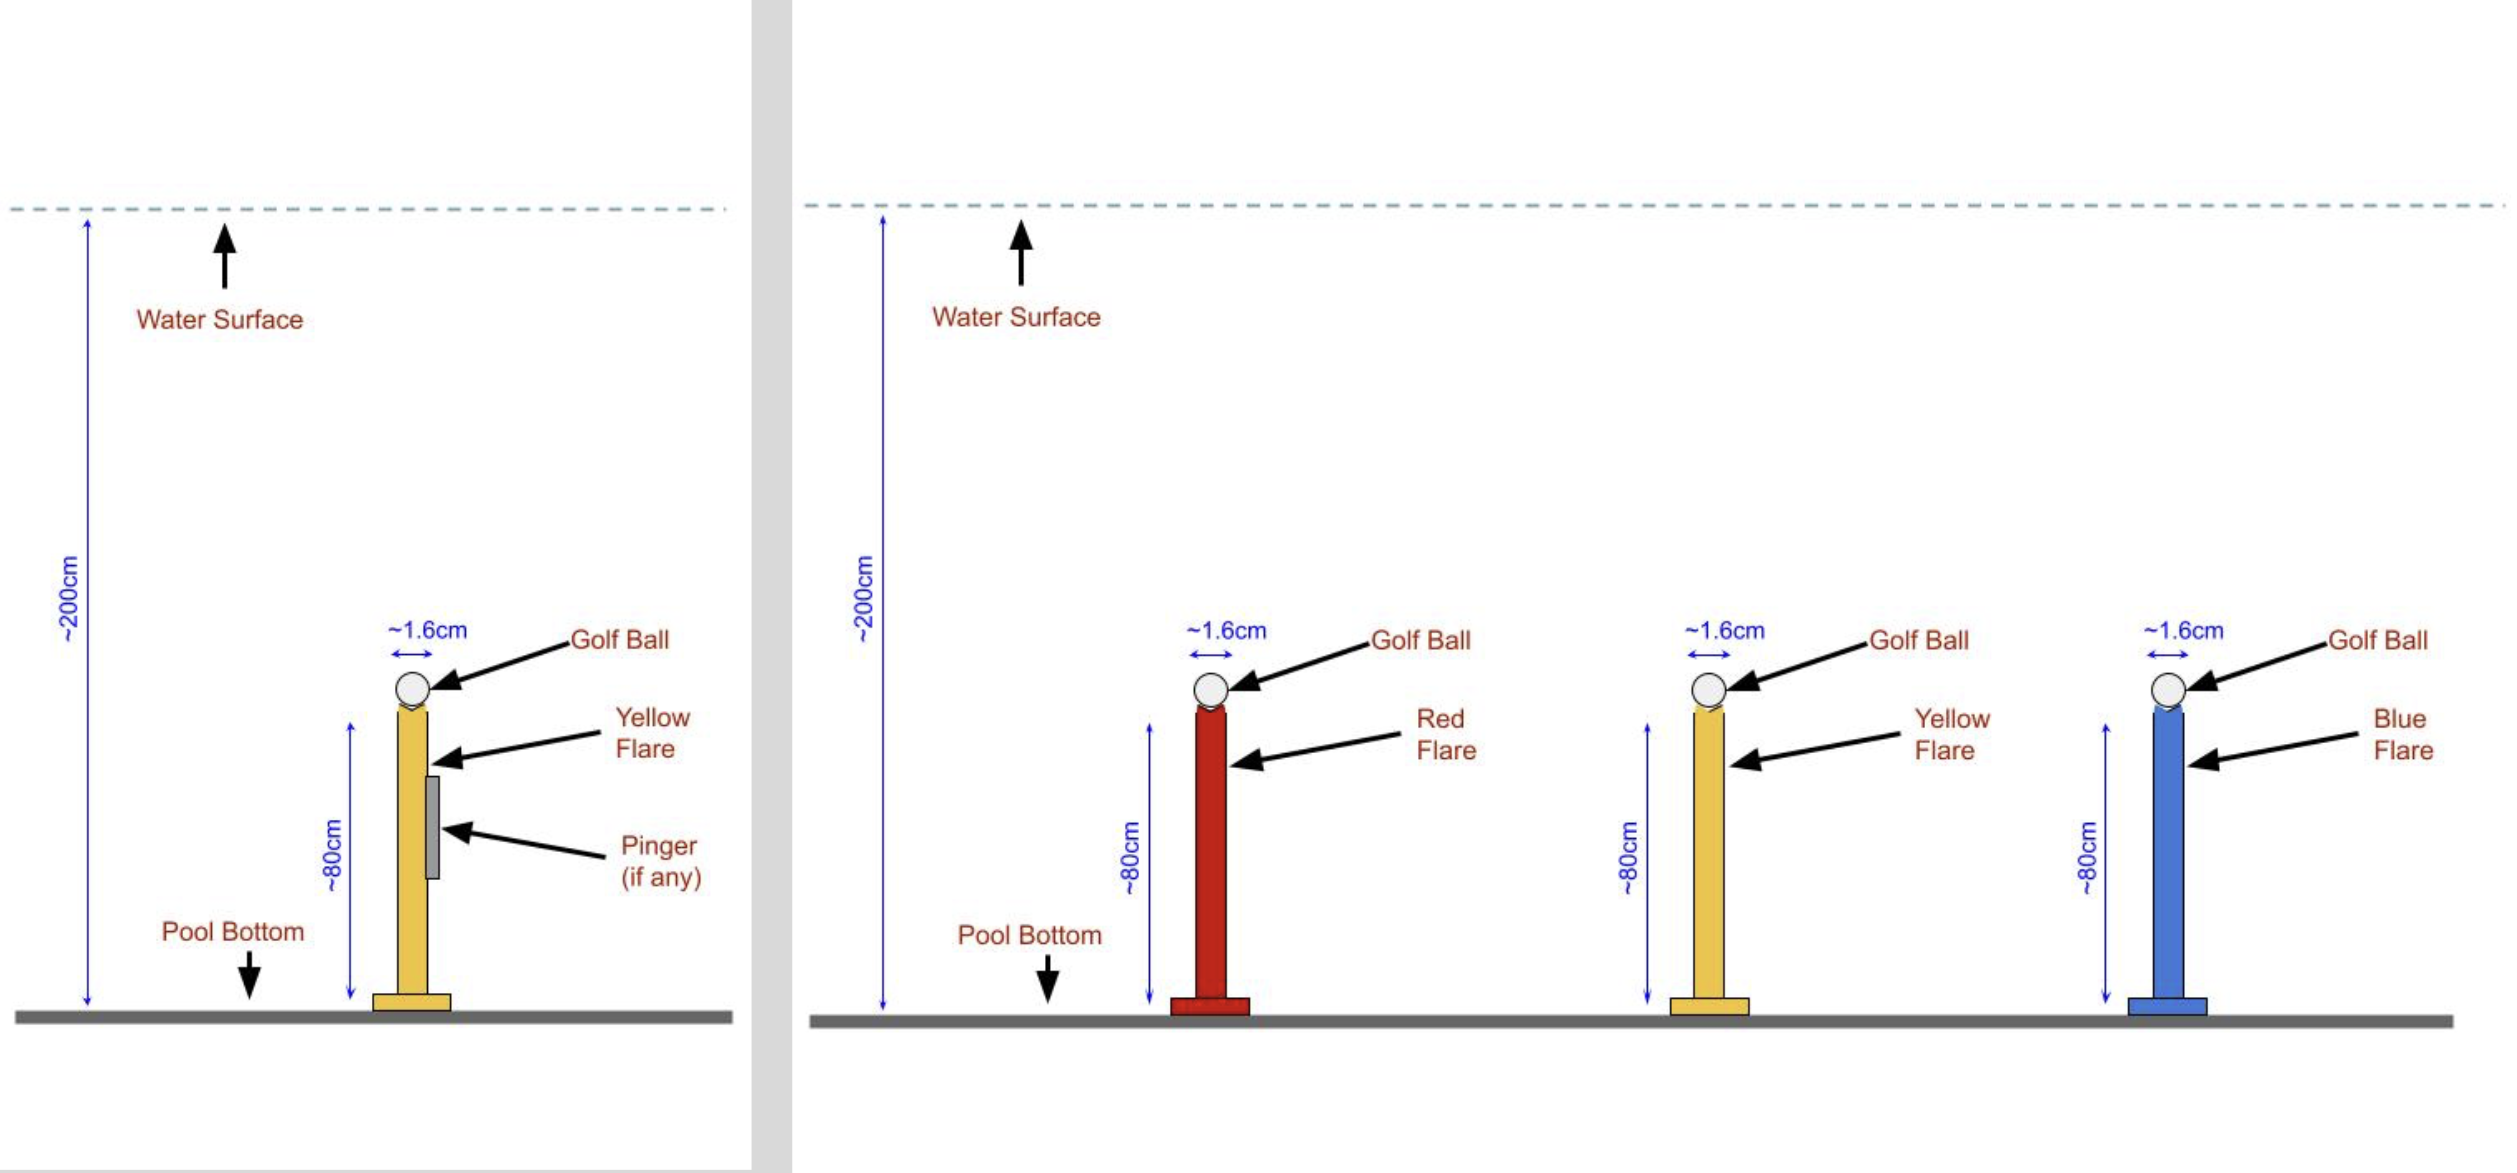 Water Surface
~200cm
~1.6cm
Golf Ball
Yellow
Flare
~80cm
Pinger
(if any)
Pool Bottom
Water Surface
~200cm
~1.6cm
Golf Ball
~1.6cm
Golf Ball
~1.6cm
Golf Ball
Red
Flare
Yellow
Flare
Blue
Flare
~80cm
~80cm
~80cm
Pool Bottom